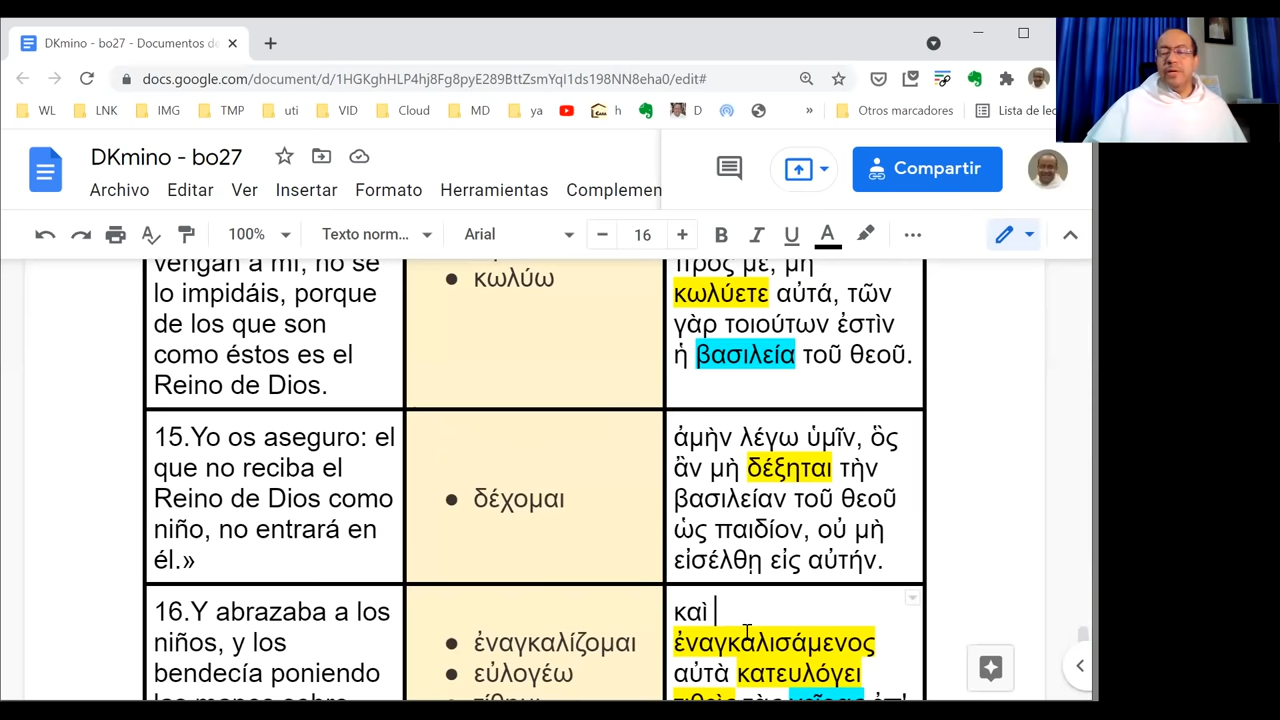 DKmino - bo27 - Documentos de
docs.google.com/document/d/1HGKghHLP4hj8Fg8pyE289BttZsmYqI1ds198NN8eha0/edit#
WL LNK IMG TMP uti VID Cloud MD ya h D » Otros marcadores Lista de lec
DKmino - bo27
Archivo Editar Ver Insertar Formato Herramientas Complemen
Compartir
100% Texto norm... Arial 16 B I U A
vengan a mí, no se
lo impidáis, porque
de los que son
como éstos es el
Reino de Dios.
κωλύω
πρός με, μὴ
κωλύετε αὐτά, τῶν
γὰρ τοιούτων ἐστὶν
ἡ βασιλεία τοῦ θεοῦ.
15.Yo os aseguro: el
que no reciba el
Reino de Dios como
niño, no entrará en
él.»
δέχομαι
ἀμὴν λέγω ὑμῖν, ὃς
ἂν μὴ δέξηται τὴν
βασιλείαν τοῦ θεοῦ
ὡς παιδίον, οὐ μὴ
εἰσέλθῃ εἰς αὐτήν.
16.Y abrazaba a los
niños, y los
bendecía poniendo
ἐναγκαλίζομαι
εὐλογέω
καὶ
ἐναγκαλισάμενος
αὐτὰ κατευλόγει